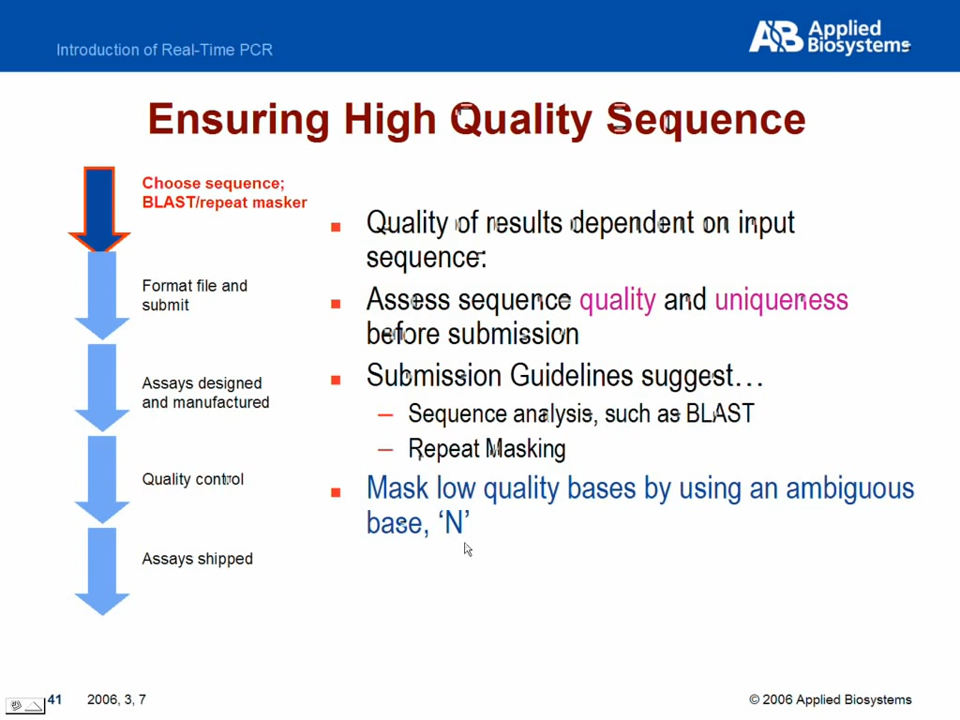 Introduction of Real-Time PCR
AB Applied
Biosystems
Ensuring High Quality Sequence
Choose sequence;
BLAST/repeat masker
Format file and
submit
Assays designed
and manufactured
Quality control
Assays shipped
■ Quality of results dependent on input
sequence:
■ Assess sequence quality and uniqueness
before submission
■ Submission Guidelines suggest…
– Sequence analysis, such as BLAST
– Repeat Masking
■ Mask low quality bases by using an ambiguous
base, ‘N’
41 2006, 3, 7
© 2006 Applied Biosystems